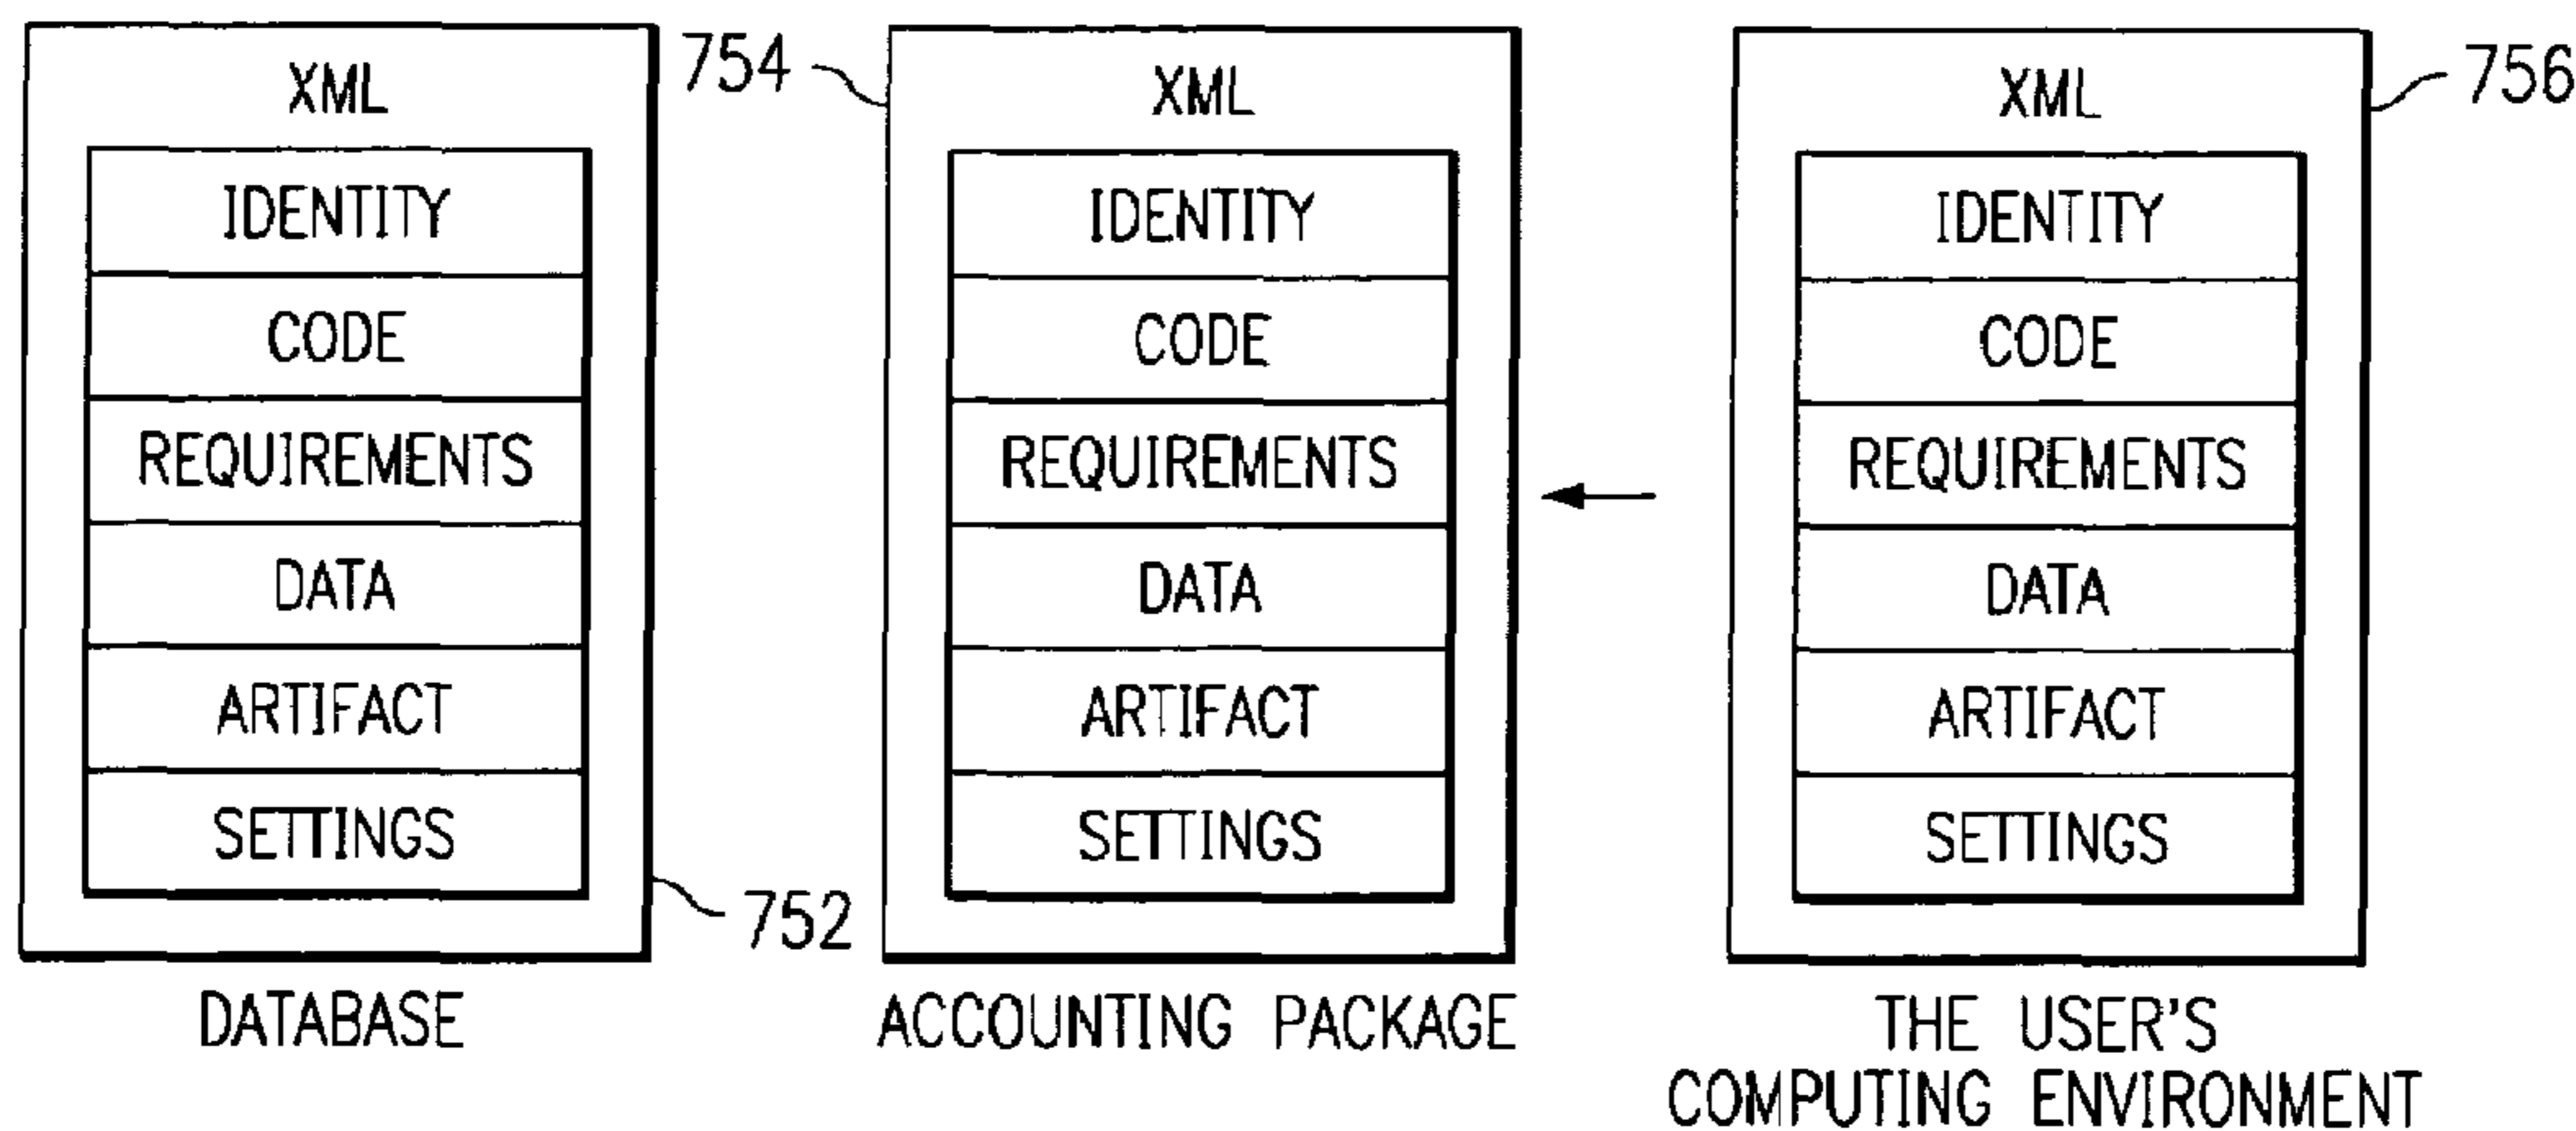 XML
IDENTITY
CODE
REQUIREMENTS
DATA
ARTIFACT
SETTINGS
752
DATABASE
754
XML
IDENTITY
CODE
REQUIREMENTS
DATA
ARTIFACT
SETTINGS
ACCOUNTING PACKAGE
756
XML
IDENTITY
CODE
REQUIREMENTS
DATA
ARTIFACT
SETTINGS
THE USER'S
COMPUTING ENVIRONMENT